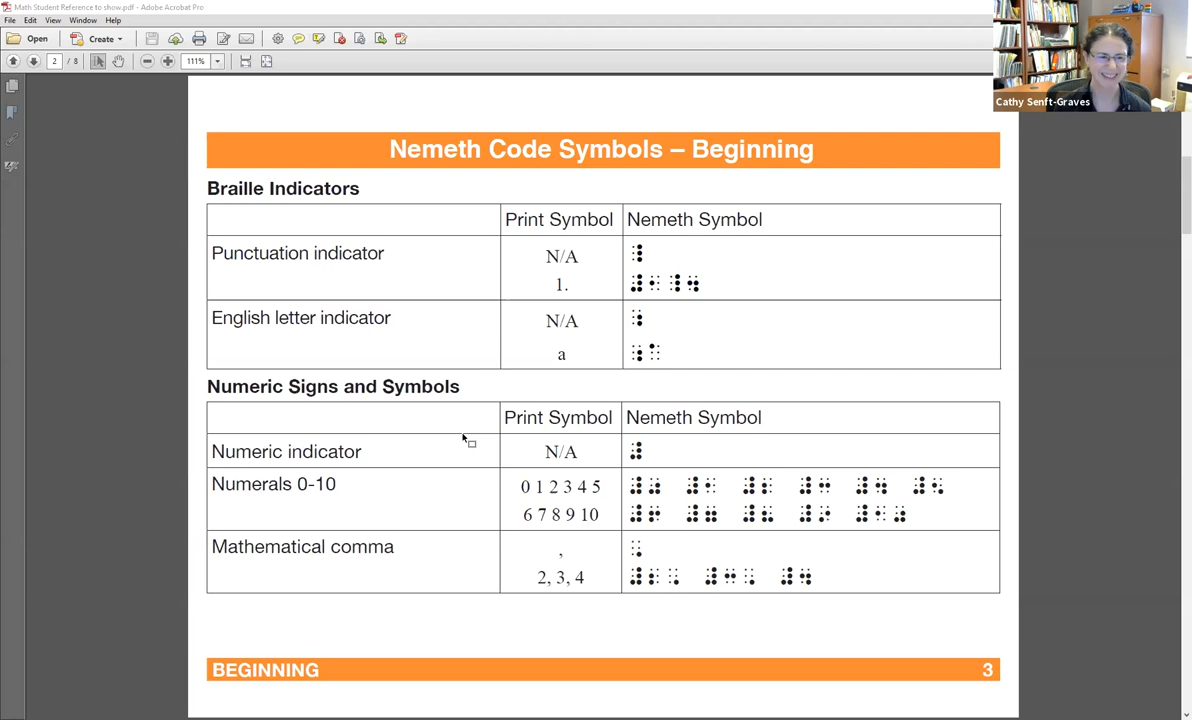 Math Student Reference to show.pdf - Adobe Acrobat Pro
File Edit View Window Help
Open Create
2 / 8 111%
Cathy Senft-Graves
Nemeth Code Symbols – Beginning
Braille Indicators
Print Symbol Nemeth Symbol
Punctuation indicator N/A ⠸
1. ⠼⠂⠸⠲
English letter indicator N/A ⠰
a ⠰⠁
Numeric Signs and Symbols
Print Symbol Nemeth Symbol
Numeric indicator N/A ⠼
Numerals 0-10 0 1 2 3 4 5 ⠼⠴ ⠼⠂ ⠼⠆ ⠼⠒ ⠼⠲ ⠼⠢
6 7 8 9 10 ⠼⠖ ⠼⠶ ⠼⠦ ⠼⠔ ⠼⠂⠴
Mathematical comma , ⠠
2, 3, 4 ⠼⠆⠠ ⠼⠒⠠ ⠼⠲
BEGINNING 3